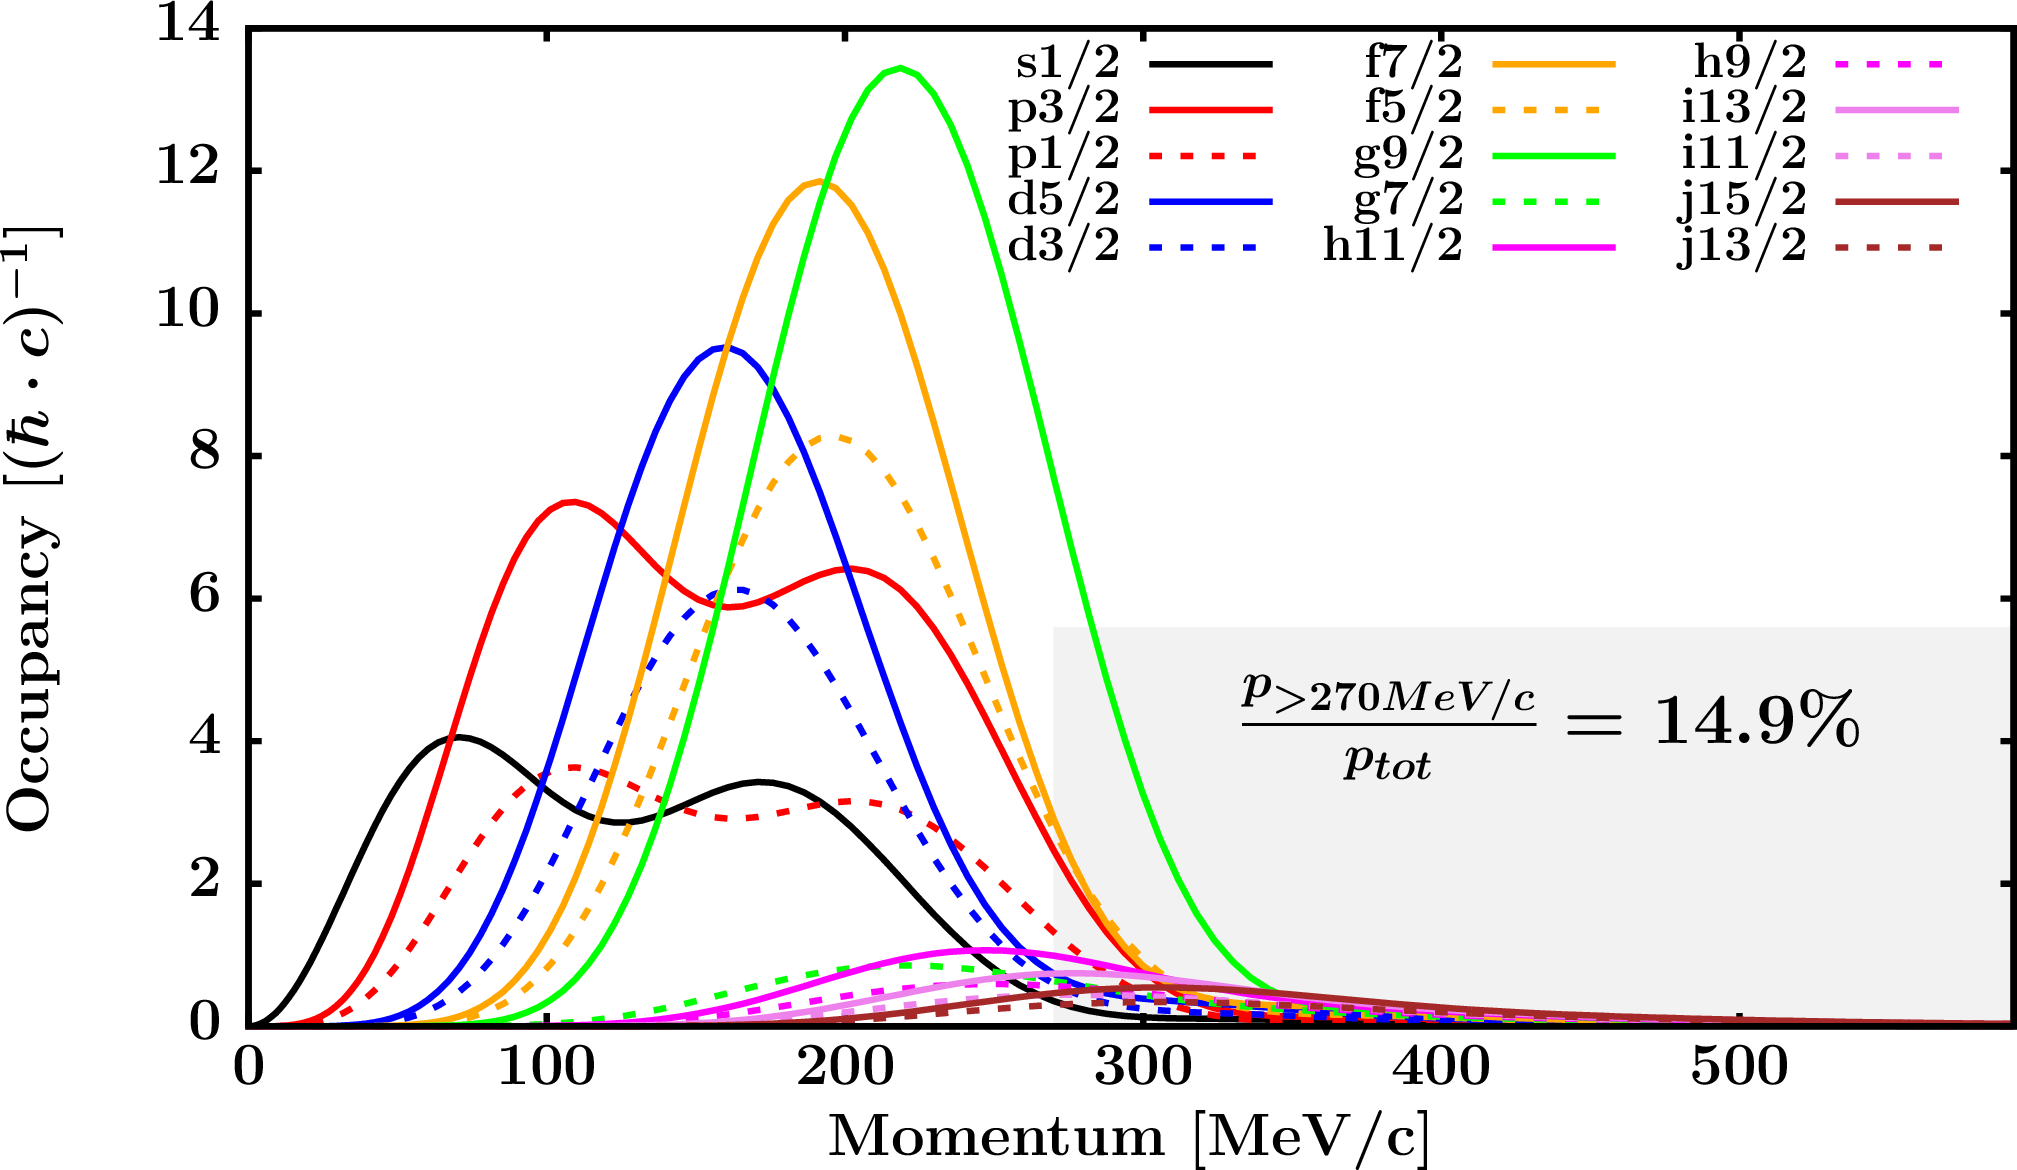 14
12
10
8
6
4
2
0
Occupancy [(ħ · c)⁻¹]
s1/2
p3/2
p1/2
d5/2
d3/2
f7/2
f5/2
g9/2
g7/2
h11/2
h9/2
i13/2
i11/2
j15/2
j13/2
p>270MeV/c
ptot
= 14.9%
0 100 200 300 400 500
Momentum [MeV/c]